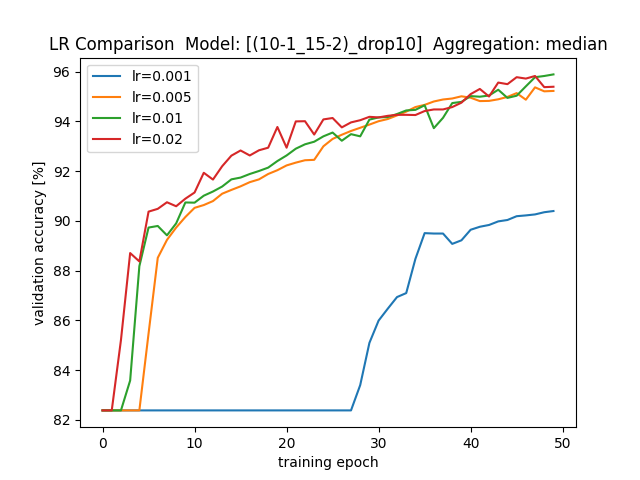 LR Comparison  Model: [(10-1_15-2)_drop10]  Aggregation: median
lr=0.001
lr=0.005
lr=0.01
lr=0.02
validation accuracy [%]
96
94
92
90
88
86
84
82
0 10 20 30 40 50
training epoch